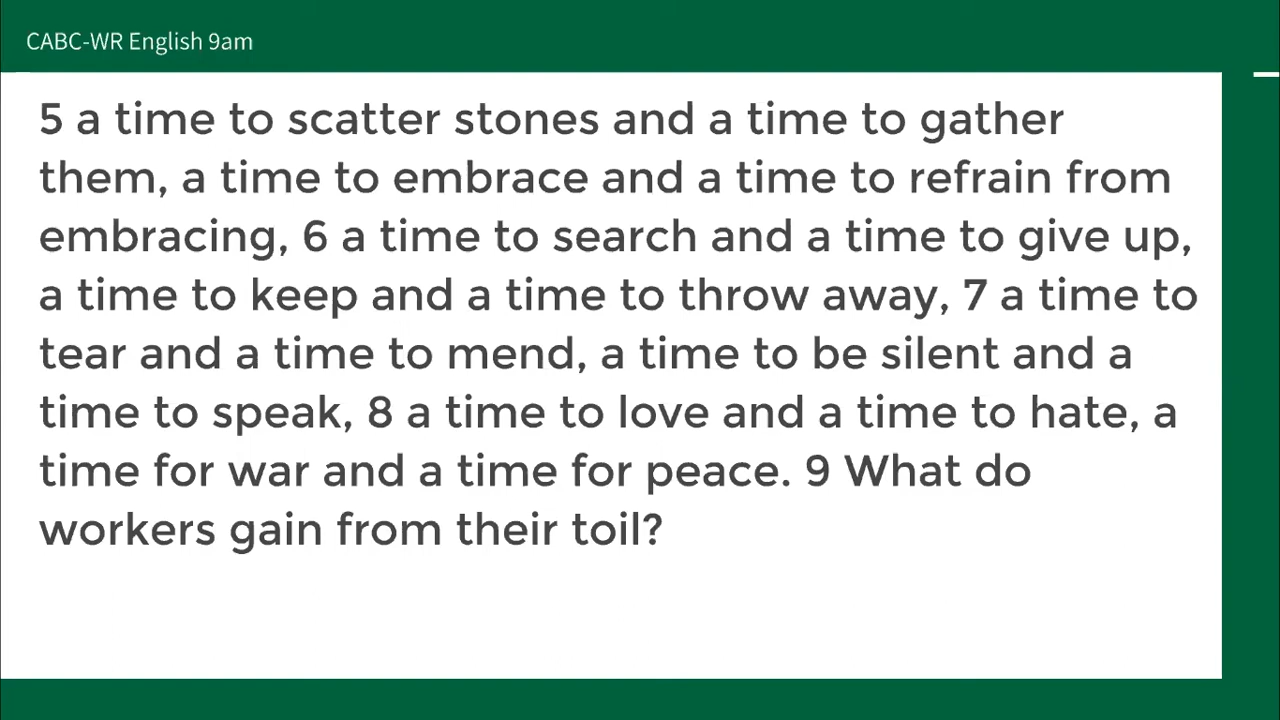 CABC-WR English 9am
5 a time to scatter stones and a time to gather
them, a time to embrace and a time to refrain from
embracing, 6 a time to search and a time to give up,
a time to keep and a time to throw away, 7 a time to
tear and a time to mend, a time to be silent and a
time to speak, 8 a time to love and a time to hate, a
time for war and a time for peace. 9 What do
workers gain from their toil?